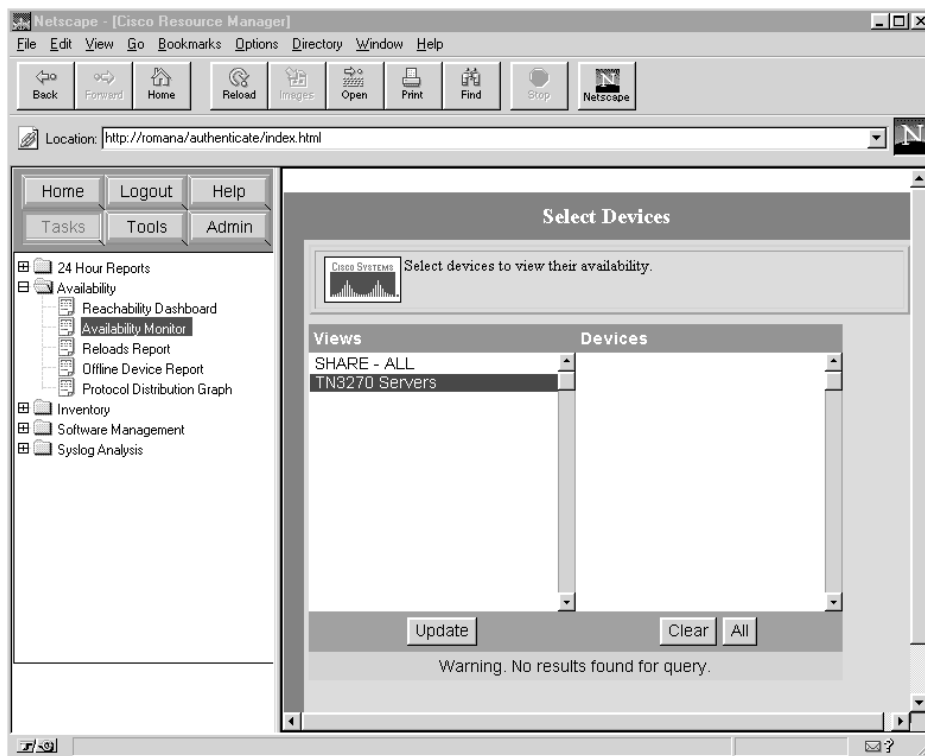 Netscape - [Cisco Resource Manager]
File Edit View Go Bookmarks Options Directory Window Help
Back Forward Home Reload Images Open Print Find Stop Netscape
Location: http://romana/authenticate/index.html
N
Home Logout Help
Tasks Tools Admin
24 Hour Reports
Availability
Reachability Dashboard
Availability Monitor
Reloads Report
Offline Device Report
Protocol Distribution Graph
Inventory
Software Management
Syslog Analysis
Select Devices
CISCO SYSTEMS
Select devices to view their availability.
Views Devices
SHARE - ALL
TN3270 Servers
Update Clear All
Warning. No results found for query.